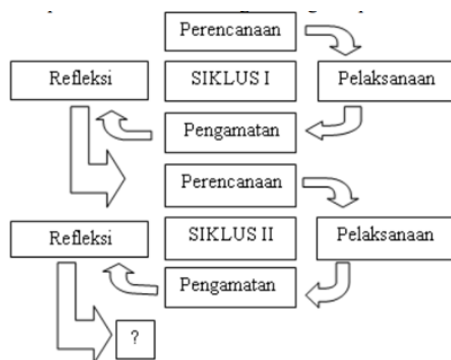 Perencanaan
Refleksi
SIKLUS I
Pelaksanaan
Pengamatan
Perencanaan
Refleksi
SIKLUS II
Pelaksanaan
Pengamatan
?